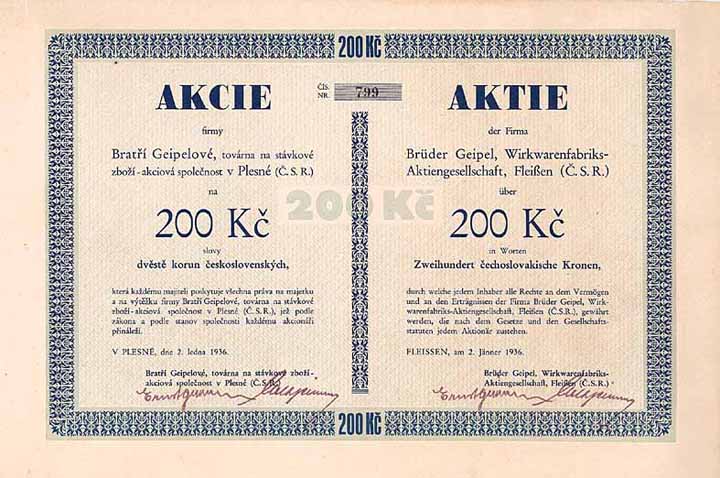 200 Kč
ČÍS.
NR.
799
AKCIE
firmy
Bratří Geipelové, továrna na stávkové
zboží-akciová společnost v Plesné (Č. S. R.)
na
200 Kč
slovy
dvěstě korun československých,
která každému majiteli poskytuje všechna práva na majetku
a na výtěžku firmy Bratří Geipelové, továrna na stávkové
zboží-akciová společnost v Plesné (Č. S. R.), jež podle
zákona a podle stanov společnosti každému akcionáři
přináleží.
V PLESNÉ, dne 2. ledna 1936.
Bratří Geipelové, továrna na stávkové zboží-
akciová společnost v Plesné (Č.S.R.)
AKTIE
der Firma
Brüder Geipel, Wirkwarenfabriks-
Aktiengesellschaft, Fleißen (Č. S. R.)
über
200 Kč
in Worten
Zweihundert čechoslovakische Kronen,
durch welche jedem Inhaber alle Rechte an dem Vermögen
und an den Erträgnissen der Firma Brüder Geipel, Wirk-
warenfabriks-Aktiengesellschaft, Fleißen (Č.S.R.), gewährt
werden, die nach dem Gesetze und den Gesellschafts-
statuten jedem Aktionär zustehen.
FLEISSEN, am 2. Jänner 1936.
Brüder Geipel, Wirkwarenfabriks-
Aktiengesellschaft, Fleißen (Č. S. R.)
200 Kč
200 Kč